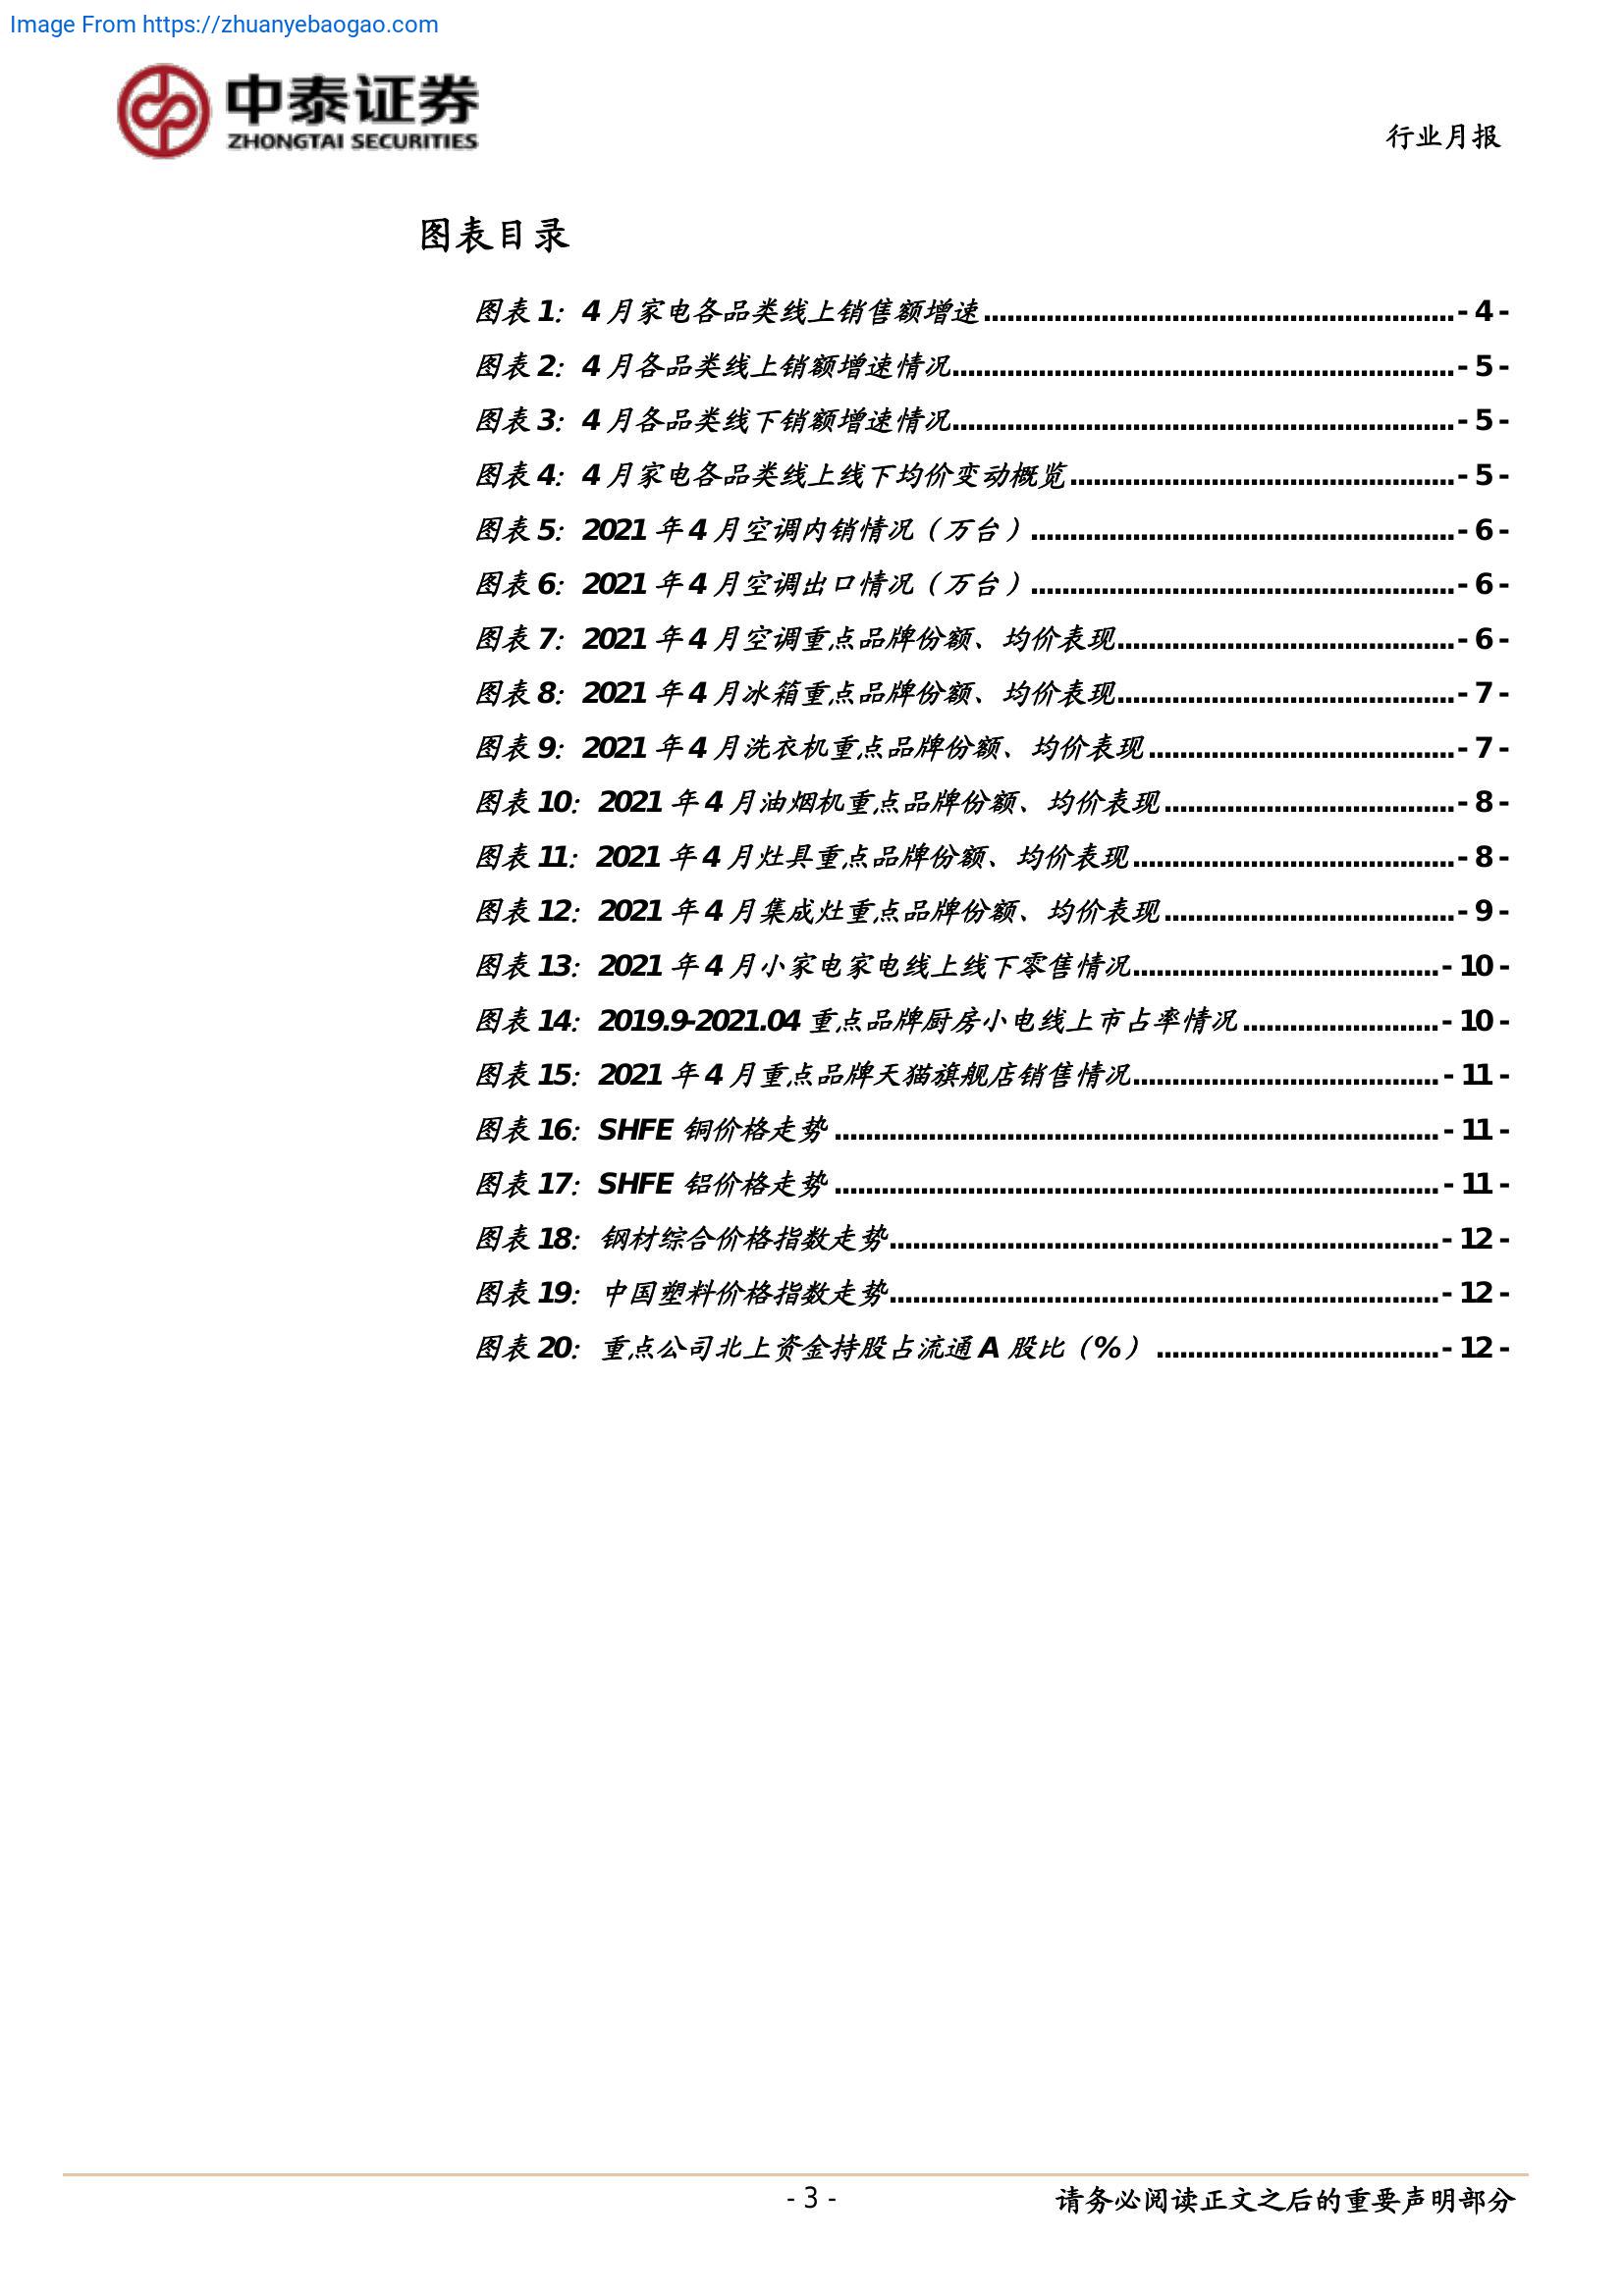 Image From https://zhuanyebaogao.com
中泰证券
ZHONGTAI SECURITIES
行业月报
图表目录
图表 1：4 月家电各品类线上销售额增速............................................................- 4 -
图表 2：4 月各品类线上销额增速情况................................................................- 5 -
图表 3：4 月各品类线下销额增速情况................................................................- 5 -
图表 4：4 月家电各品类线上线下均价变动概览.................................................- 5 -
图表 5：2021 年 4 月空调内销情况（万台）......................................................- 6 -
图表 6：2021 年 4 月空调出口情况（万台）......................................................- 6 -
图表 7：2021 年 4 月空调重点品牌份额、均价表现...........................................- 6 -
图表 8：2021 年 4 月冰箱重点品牌份额、均价表现...........................................- 7 -
图表 9：2021 年 4 月洗衣机重点品牌份额、均价表现.......................................- 7 -
图表 10：2021 年 4 月油烟机重点品牌份额、均价表现.....................................- 8 -
图表 11：2021 年 4 月灶具重点品牌份额、均价表现.........................................- 8 -
图表 12：2021 年 4 月集成灶重点品牌份额、均价表现.....................................- 9 -
图表 13：2021 年 4 月小家电家电线上线下零售情况.......................................- 10 -
图表 14：2019.9-2021.04 重点品牌厨房小电线上市占率情况.........................- 10 -
图表 15：2021 年 4 月重点品牌天猫旗舰店销售情况.......................................- 11 -
图表 16：SHFE 铜价格走势.............................................................................- 11 -
图表 17：SHFE 铝价格走势.............................................................................- 11 -
图表 18：钢材综合价格指数走势......................................................................- 12 -
图表 19：中国塑料价格指数走势......................................................................- 12 -
图表 20：重点公司北上资金持股占流通 A 股比（%）....................................- 12 -
- 3 -
请务必阅读正文之后的重要声明部分